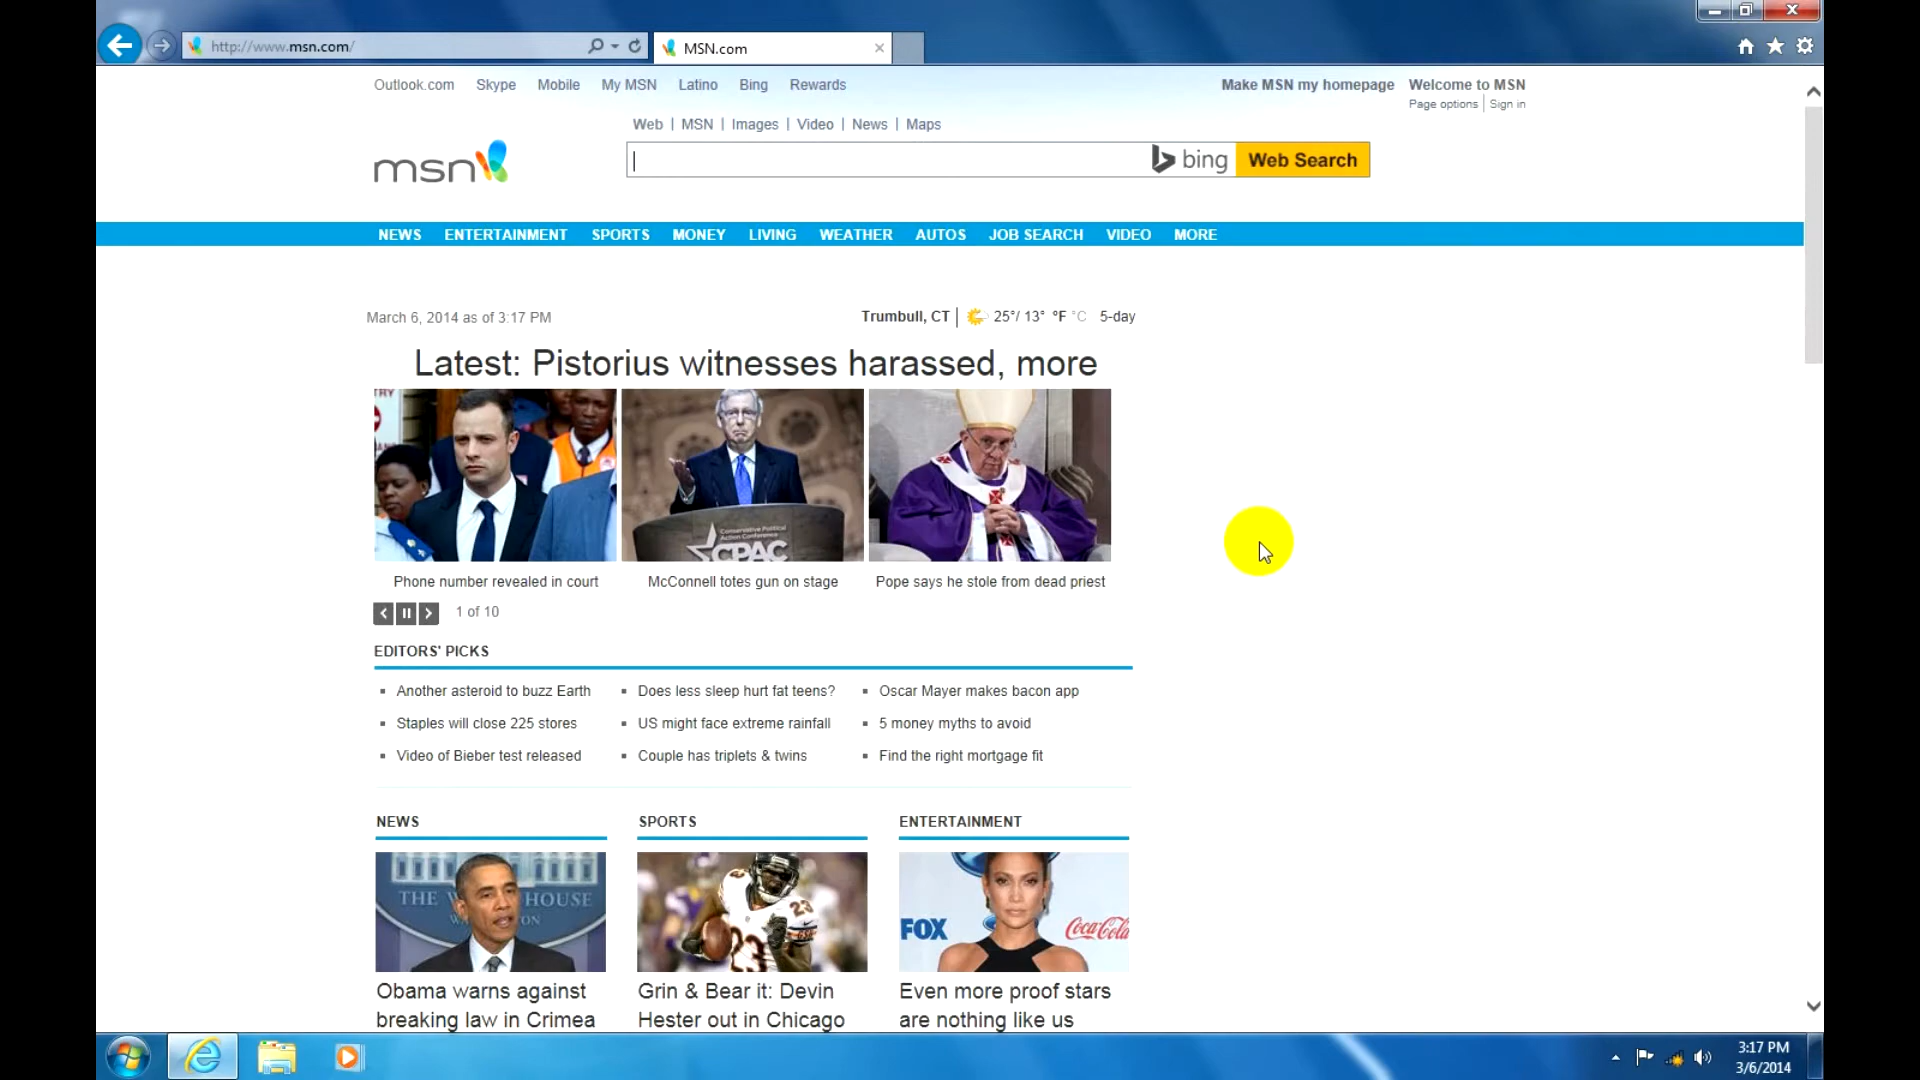 http://www.msn.com/
MSN.com
Outlook.com Skype Mobile My MSN Latino Bing Rewards
Make MSN my homepage Welcome to MSN
Page options Sign in
Web | MSN | Images | Video | News | Maps
msn
bing Web Search
NEWS ENTERTAINMENT SPORTS MONEY LIVING WEATHER AUTOS JOB SEARCH VIDEO MORE
March 6, 2014 as of 3:17 PM
Trumbull, CT | 25°/ 13° °F °C 5-day
Latest: Pistorius witnesses harassed, more
Conservative Political
Action Conference
CPAC
Phone number revealed in court
McConnell totes gun on stage
Pope says he stole from dead priest
1 of 10
EDITORS' PICKS
Another asteroid to buzz Earth
Does less sleep hurt fat teens?
Oscar Mayer makes bacon app
Staples will close 225 stores
US might face extreme rainfall
5 money myths to avoid
Video of Bieber test released
Couple has triplets & twins
Find the right mortgage fit
NEWS
SPORTS
ENTERTAINMENT
23
FOX
Coca-Cola
Obama warns against
breaking law in Crimea
Grin & Bear it: Devin
Hester out in Chicago
Even more proof stars
are nothing like us
3:17 PM
3/6/2014